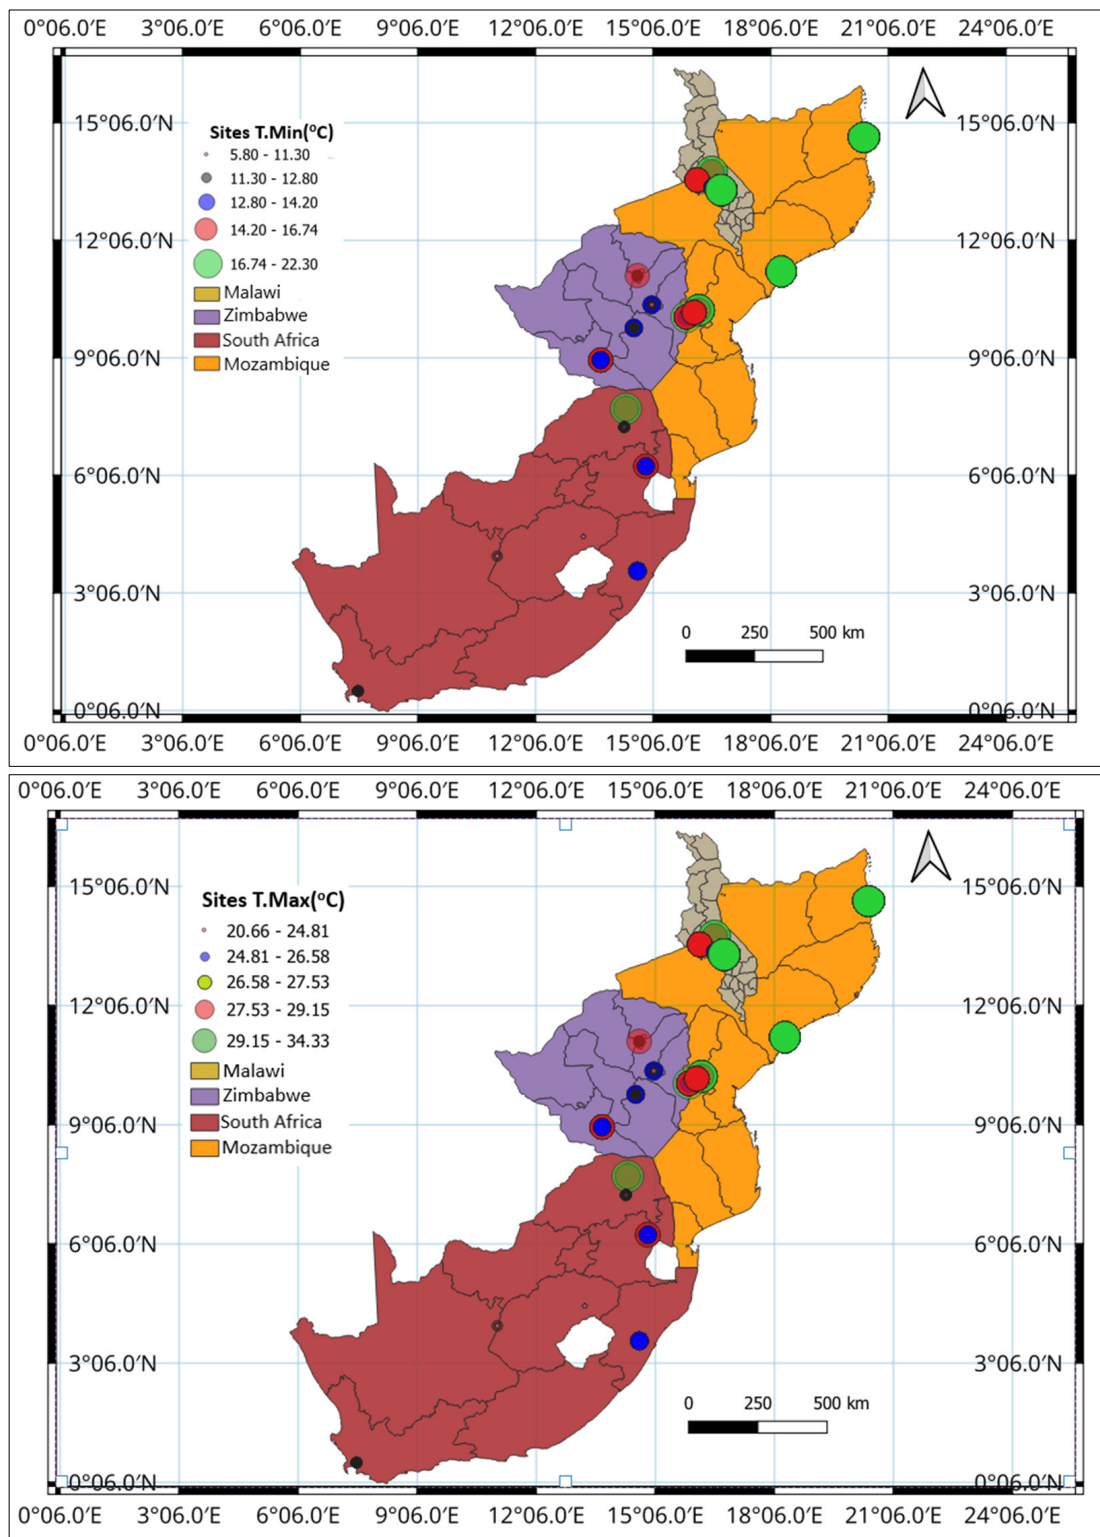 0°06.0′E 3°06.0′E 6°06.0′E 9°06.0′E 12°06.0′E 15°06.0′E 18°06.0′E 21°06.0′E 24°06.0′E
15°06.0′N 15°06.0′N
Sites T.Min(°C)
5.80 - 11.30
11.30 - 12.80
12.80 - 14.20
14.20 - 16.74
12°06.0′N 12°06.0′N
16.74 - 22.30
Malawi
Zimbabwe
South Africa
9°06.0′N 9°06.0′N
Mozambique
6°06.0′N 6°06.0′N
3°06.0′N 3°06.0′N
0 250 500 km
0°06.0′N 0°06.0′N
0°06.0′E 3°06.0′E 6°06.0′E 9°06.0′E 12°06.0′E 15°06.0′E 18°06.0′E 21°06.0′E 24°06.0′E
0°06.0′E 3°06.0′E 6°06.0′E 9°06.0′E 12°06.0′E 15°06.0′E 18°06.0′E 21°06.0′E 24°06.0′E
15°06.0′N 15°06.0′N
Sites T.Max(°C)
20.66 - 24.81
24.81 - 26.58
26.58 - 27.53
12°06.0′N 12°06.0′N
27.53 - 29.15
29.15 - 34.33
Malawi
Zimbabwe
South Africa
9°06.0′N 9°06.0′N
Mozambique
6°06.0′N 6°06.0′N
3°06.0′N 3°06.0′N
0 250 500 km
0°06.0′N 0°06.0′N
0°06.0′E 3°06.0′E 6°06.0′E 9°06.0′E 12°06.0′E 15°06.0′E 18°06.0′E 21°06.0′E 24°06.0′E